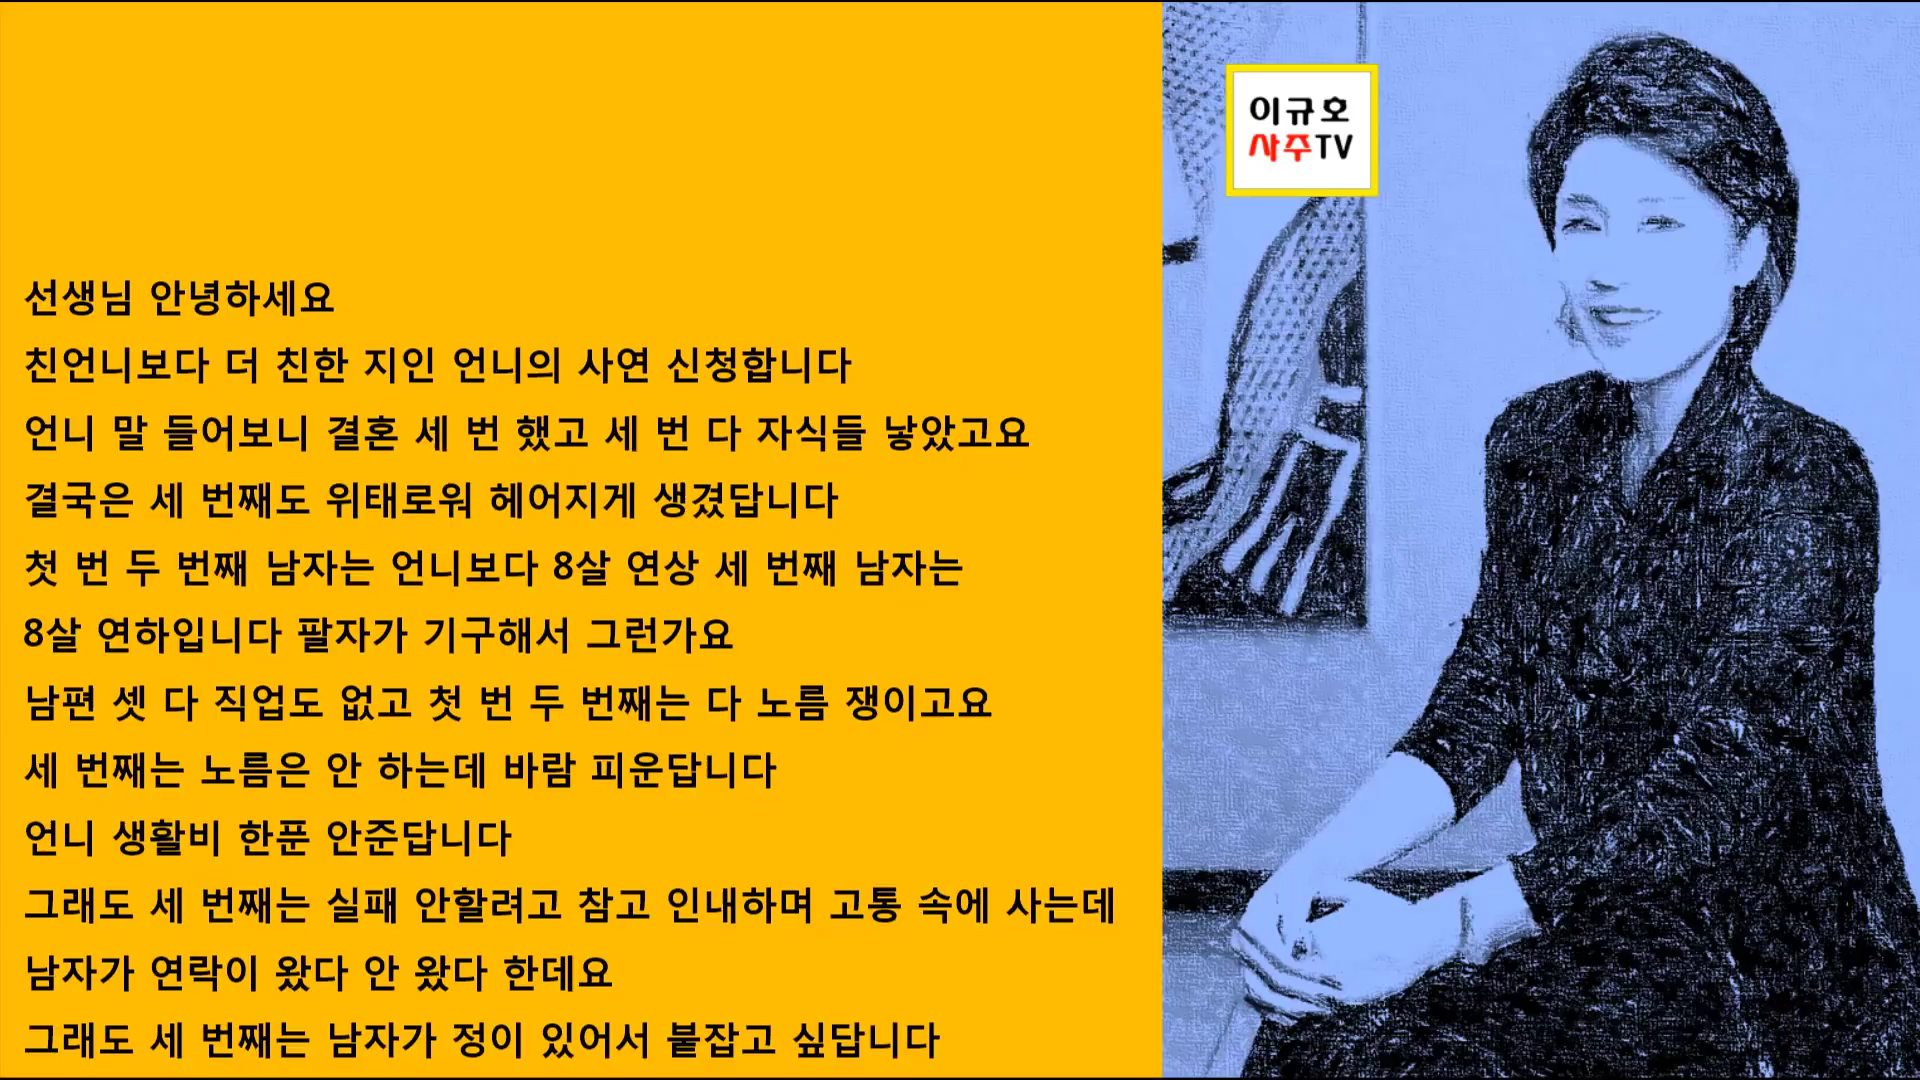 이규호
사주TV
선생님 안녕하세요
친언니보다 더 친한 지인 언니의 사연 신청합니다
언니 말 들어보니 결혼 세 번 했고 세 번 다 자식들 낳았고요
결국은 세 번째도 위태로워 헤어지게 생겼답니다
첫 번 두 번째 남자는 언니보다 8살 연상 세 번째 남자는
8살 연하입니다 팔자가 기구해서 그런가요
남편 셋 다 직업도 없고 첫 번 두 번째는 다 노름 쟁이고요
세 번째는 노름은 안 하는데 바람 피운답니다
언니 생활비 한푼 안준답니다
그래도 세 번째는 실패 안할려고 참고 인내하며 고통 속에 사는데
남자가 연락이 왔다 안 왔다 한데요
그래도 세 번째는 남자가 정이 있어서 붙잡고 싶답니다